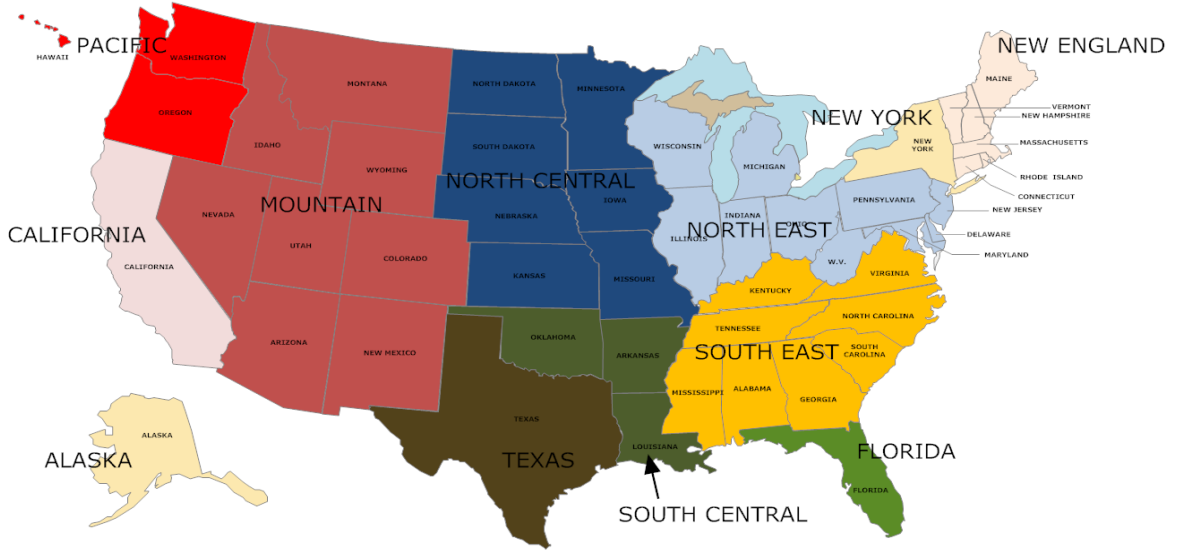 HAWAII
PACIFIC
WASHINGTON
OREGON
MONTANA
IDAHO
WYOMING
NORTH DAKOTA
SOUTH DAKOTA
MINNESOTA
NORTH CENTRAL
NEBRASKA
IOWA
KANSAS
MISSOURI
MOUNTAIN
NEVADA
UTAH
COLORADO
ARIZONA
NEW MEXICO
CALIFORNIA
CALIFORNIA
WISCONSIN
MICHIGAN
ILLINOIS
INDIANA
OHIO
NORTH EAST
PENNSYLVANIA
W.V.
NEW YORK
NEW
YORK
NEW ENGLAND
MAINE
VERMONT
NEW HAMPSHIRE
MASSACHUSETTS
RHODE ISLAND
CONNECTICUT
NEW JERSEY
DELAWARE
MARYLAND
KENTUCKY
VIRGINIA
TENNESSEE
NORTH CAROLINA
SOUTH EAST
SOUTH
CAROLINA
MISSISSIPPI
ALABAMA
GEORGIA
OKLAHOMA
ARKANSAS
TEXAS
TEXAS
LOUISIANA
SOUTH CENTRAL
FLORIDA
FLORIDA
ALASKA
ALASKA